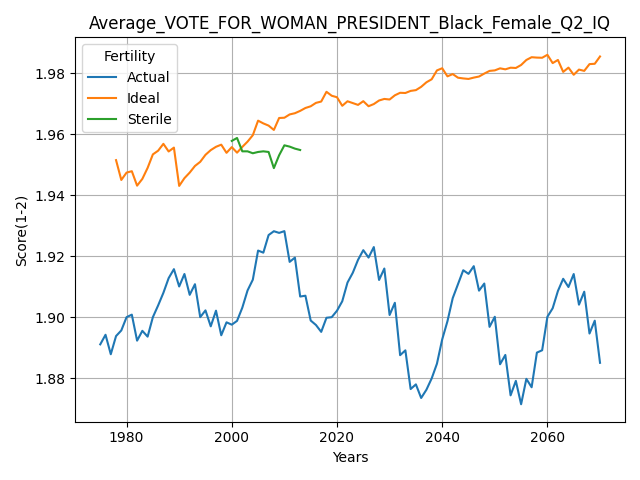 Average_VOTE_FOR_WOMAN_PRESIDENT_Black_Female_Q2_IQ
Fertility
Actual
Ideal
Sterile
Score(1-2)
1.98
1.96
1.94
1.92
1.90
1.88
1980
2000
2020
2040
2060
Years